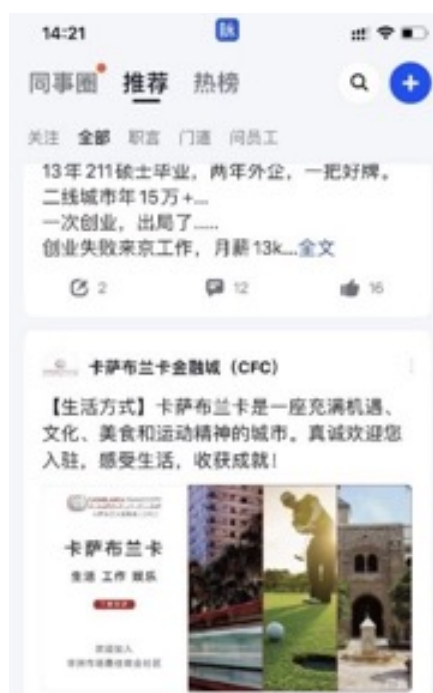 14:21
脉
同事圈 推荐 热榜
关注 全部 职言 门道 问员工
13年211硕士毕业，两年外企，一把好牌。
二线城市年15万+...
一次创业，出局了......
创业失败来京工作，月薪13k...全文
2 12 16
卡萨布兰卡金融城（CFC）
【生活方式】卡萨布兰卡是一座充满机遇、
文化、美食和运动精神的城市。真诚欢迎您
入驻，感受生活，收获成就！
卡萨布兰卡
生活 工作 娱乐
欢迎加入